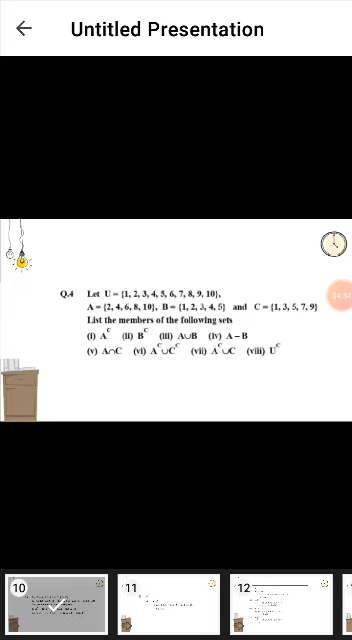 Untitled Presentation
Q.4 Let U = {1, 2, 3, 4, 5, 6, 7, 8, 9, 10},
A = {2, 4, 6, 8, 10}, B = {1, 2, 3, 4, 5} and C = {1, 3, 5, 7, 9}
List the members of the following sets
(i) A^C (ii) B^C (iii) A∪B (iv) A – B
(v) A∩C (vi) A^C∪C^C (vii) A^C∪C (viii) U^C
10
11
12